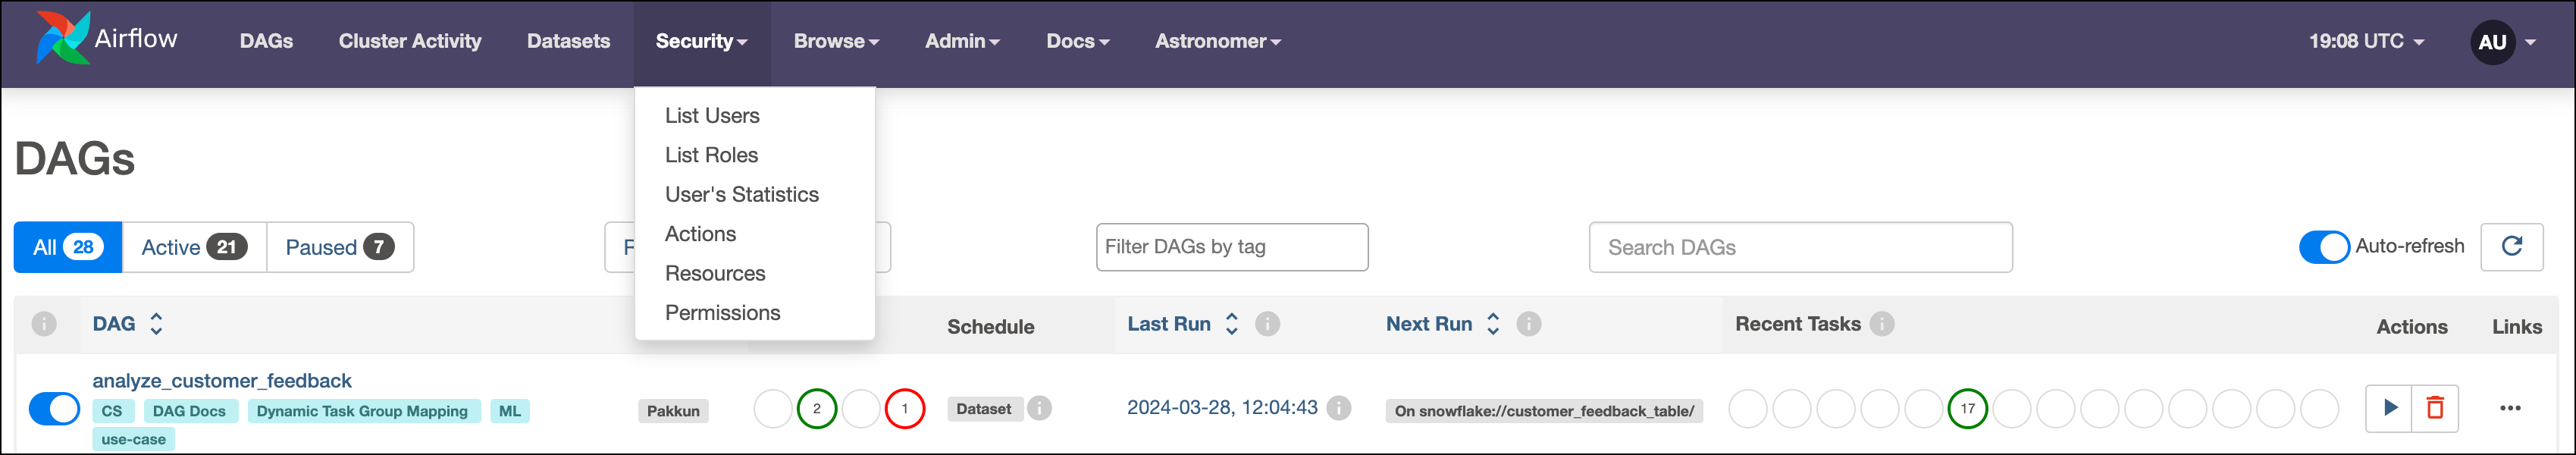 Airflow DAGs Cluster Activity Datasets Security Browse Admin Docs Astronomer 19:08 UTC AU
List Users
List Roles
User's Statistics
Actions
Resources
Permissions
DAGs
All 28 Active 21 Paused 7 Filter DAGs by tag Search DAGs Auto-refresh
DAG Schedule Last Run Next Run Recent Tasks Actions Links
analyze_customer_feedback
CS DAG Docs Dynamic Task Group Mapping ML
use-case
Pakkun 2 1 Dataset 2024-03-28, 12:04:43 On snowflake://customer_feedback_table/ 17